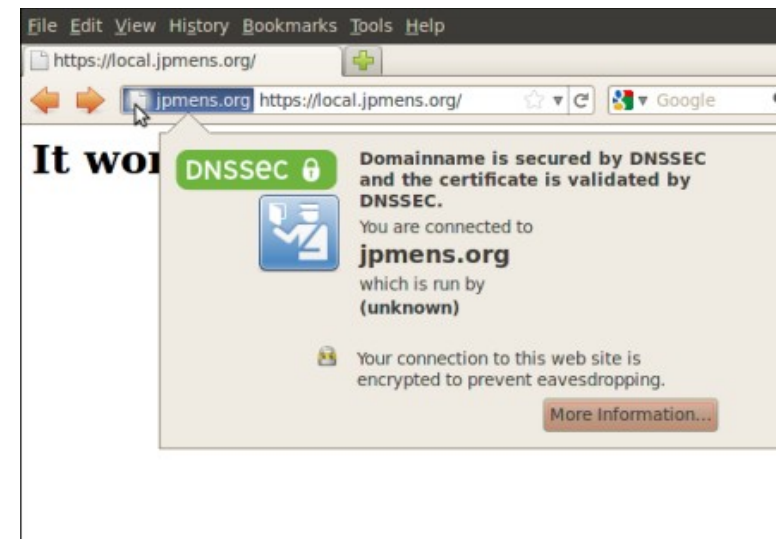 File Edit View History Bookmarks Tools Help
https://local.jpmens.org/
jpmens.org https://local.jpmens.org/ Google
It wor
DNSSEC
Domainname is secured by DNSSEC
and the certificate is validated by
DNSSEC.
You are connected to
jpmens.org
which is run by
(unknown)
Your connection to this web site is
encrypted to prevent eavesdropping.
More Information...